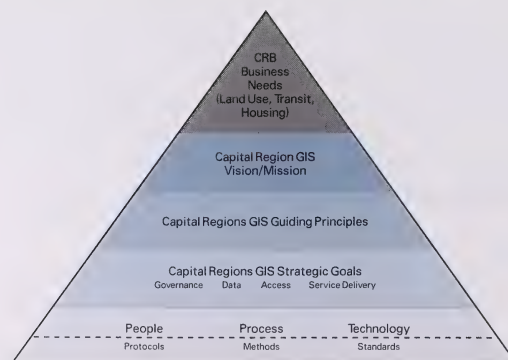 CRB
Business
Needs
(Land Use, Transit,
Housing)
Capital Region GIS
Vision/Mission
Capital Regions GIS Guiding Principles
Capital Regions GIS Strategic Goals
Governance Data Access Service Delivery
People Process Technology
Protocols Methods Standards